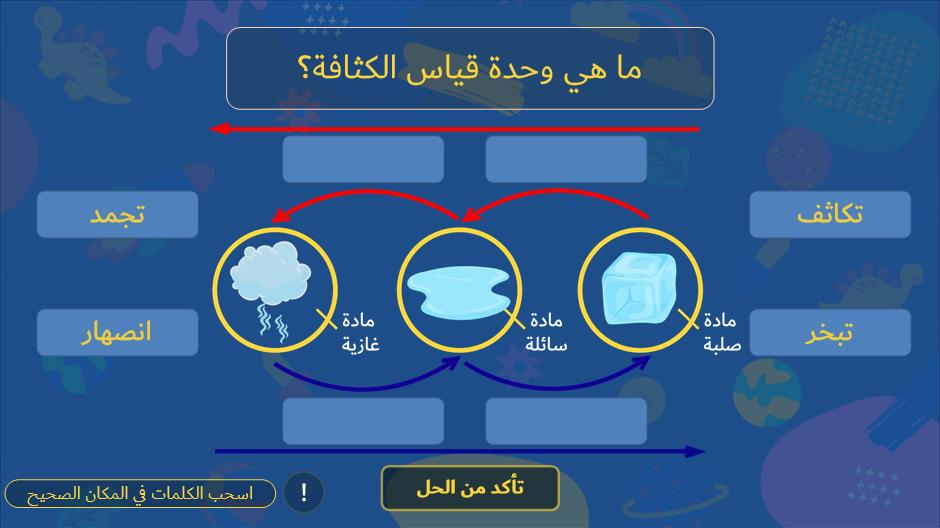 ما هي وحدة قياس الكثافة؟
تكاثف
تجمد
تبخر
انصهار
مادة
صلبة
مادة
سائلة
مادة
غازية
تأكد من الحل
!
اسحب الكلمات في المكان الصحيح